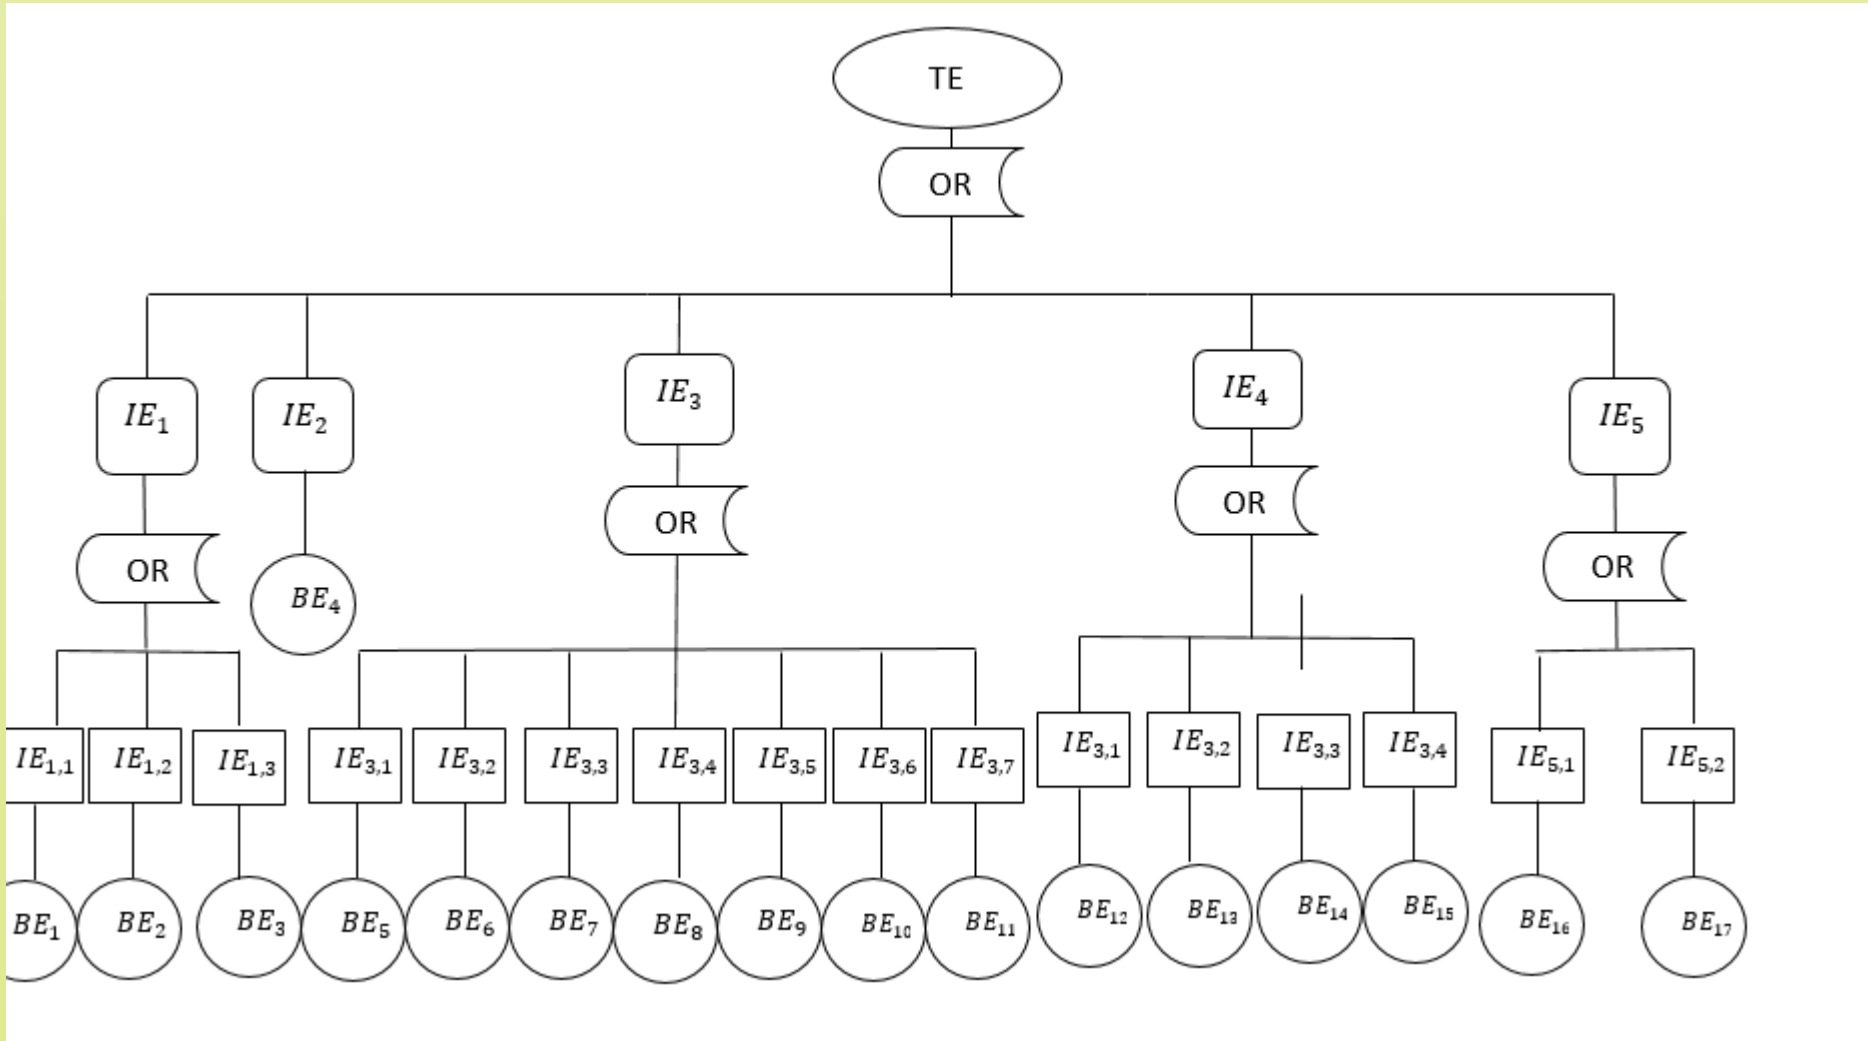 TE
OR
IE₁
IE₂
IE₃
IE₄
IE₅
OR
BE₄
OR
OR
OR
IE₁,₁
IE₁,₂
IE₁,₃
IE₃,₁
IE₃,₂
IE₃,₃
IE₃,₄
IE₃,₅
IE₃,₆
IE₃,₇
IE₃,₁
IE₃,₂
IE₃,₃
IE₃,₄
IE₅,₁
IE₅,₂
BE₁
BE₂
BE₃
BE₅
BE₆
BE₇
BE₈
BE₉
BE₁₀
BE₁₁
BE₁₂
BE₁₃
BE₁₄
BE₁₅
BE₁₆
BE₁₇